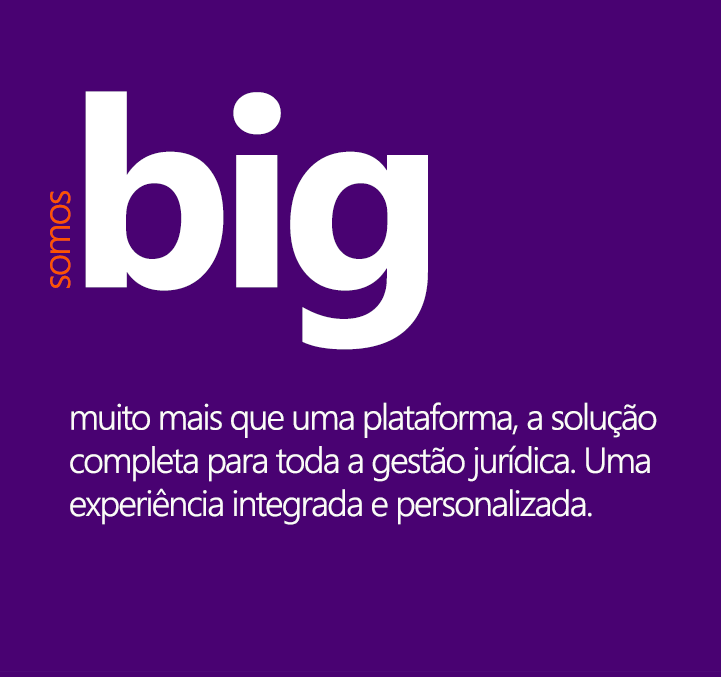 somos
big
muito mais que uma plataforma, a solução
completa para toda a gestão jurídica. Uma
experiência integrada e personalizada.